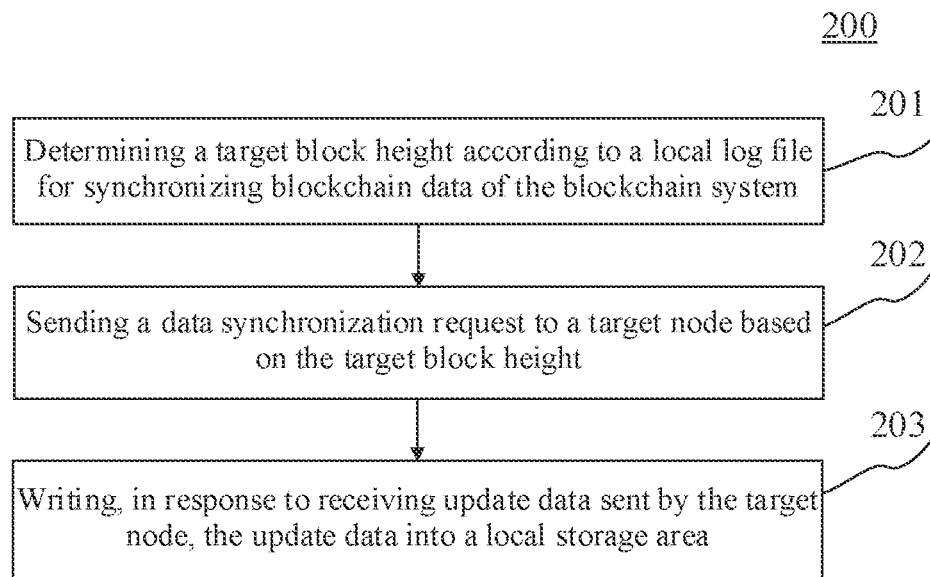 200
201
Determining a target block height according to a local log file
for synchronizing blockchain data of the blockchain system
202
Sending a data synchronization request to a target node based
on the target block height
203
Writing, in response to receiving update data sent by the target
node, the update data into a local storage area